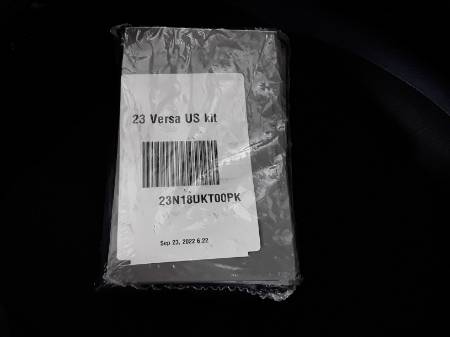 23 Versa US kit
23N18UKT00PK
Sep 23, 2022 6:22